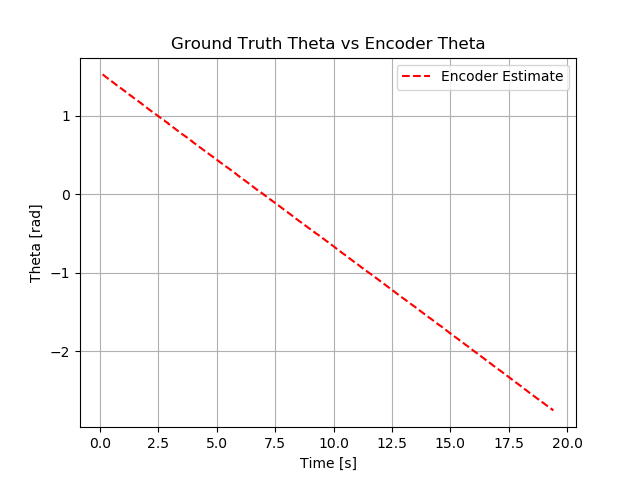 Ground Truth Theta vs Encoder Theta
Encoder Estimate
1
0
−1
−2
Theta [rad]
0.0 2.5 5.0 7.5 10.0 12.5 15.0 17.5 20.0
Time [s]